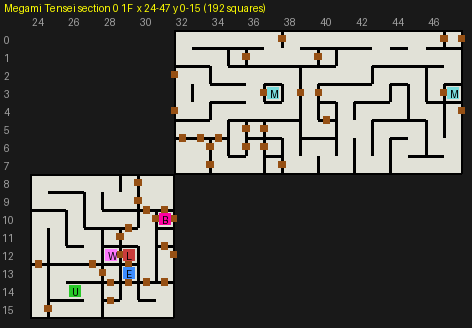 Megami Tensei section 0 1F x 24-47 y 0-15 (192 squares)
24 26 28 30 32 34 36 38 40 42 44 46
0
1
2
3 M M
4
5
6
7
8
9
10 B
11
12 W L
13 E
14 U
15